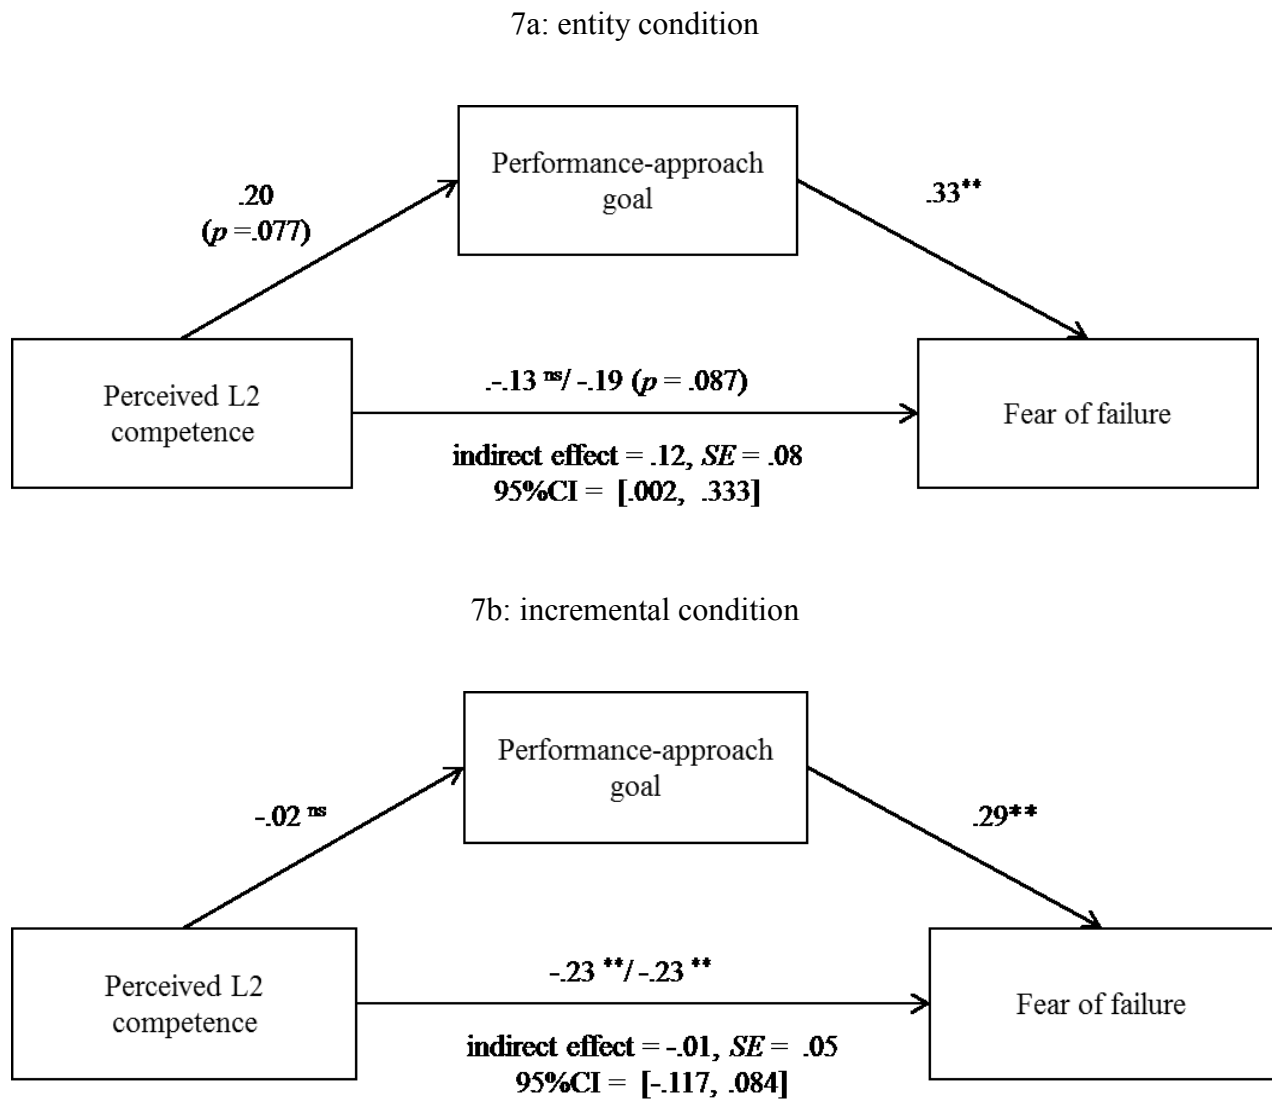 7a: entity condition
Performance-approach
goal
.20
(p =.077)
.33**
Perceived L2
competence
.-.13 ns/ -.19 (p = .087)
Fear of failure
indirect effect = .12, SE = .08
95%CI = [.002, .333]
7b: incremental condition
Performance-approach
goal
-.02 ns
.29**
Perceived L2
competence
-.23 **/ -.23 **
Fear of failure
indirect effect = -.01, SE = .05
95%CI = [-.117, .084]